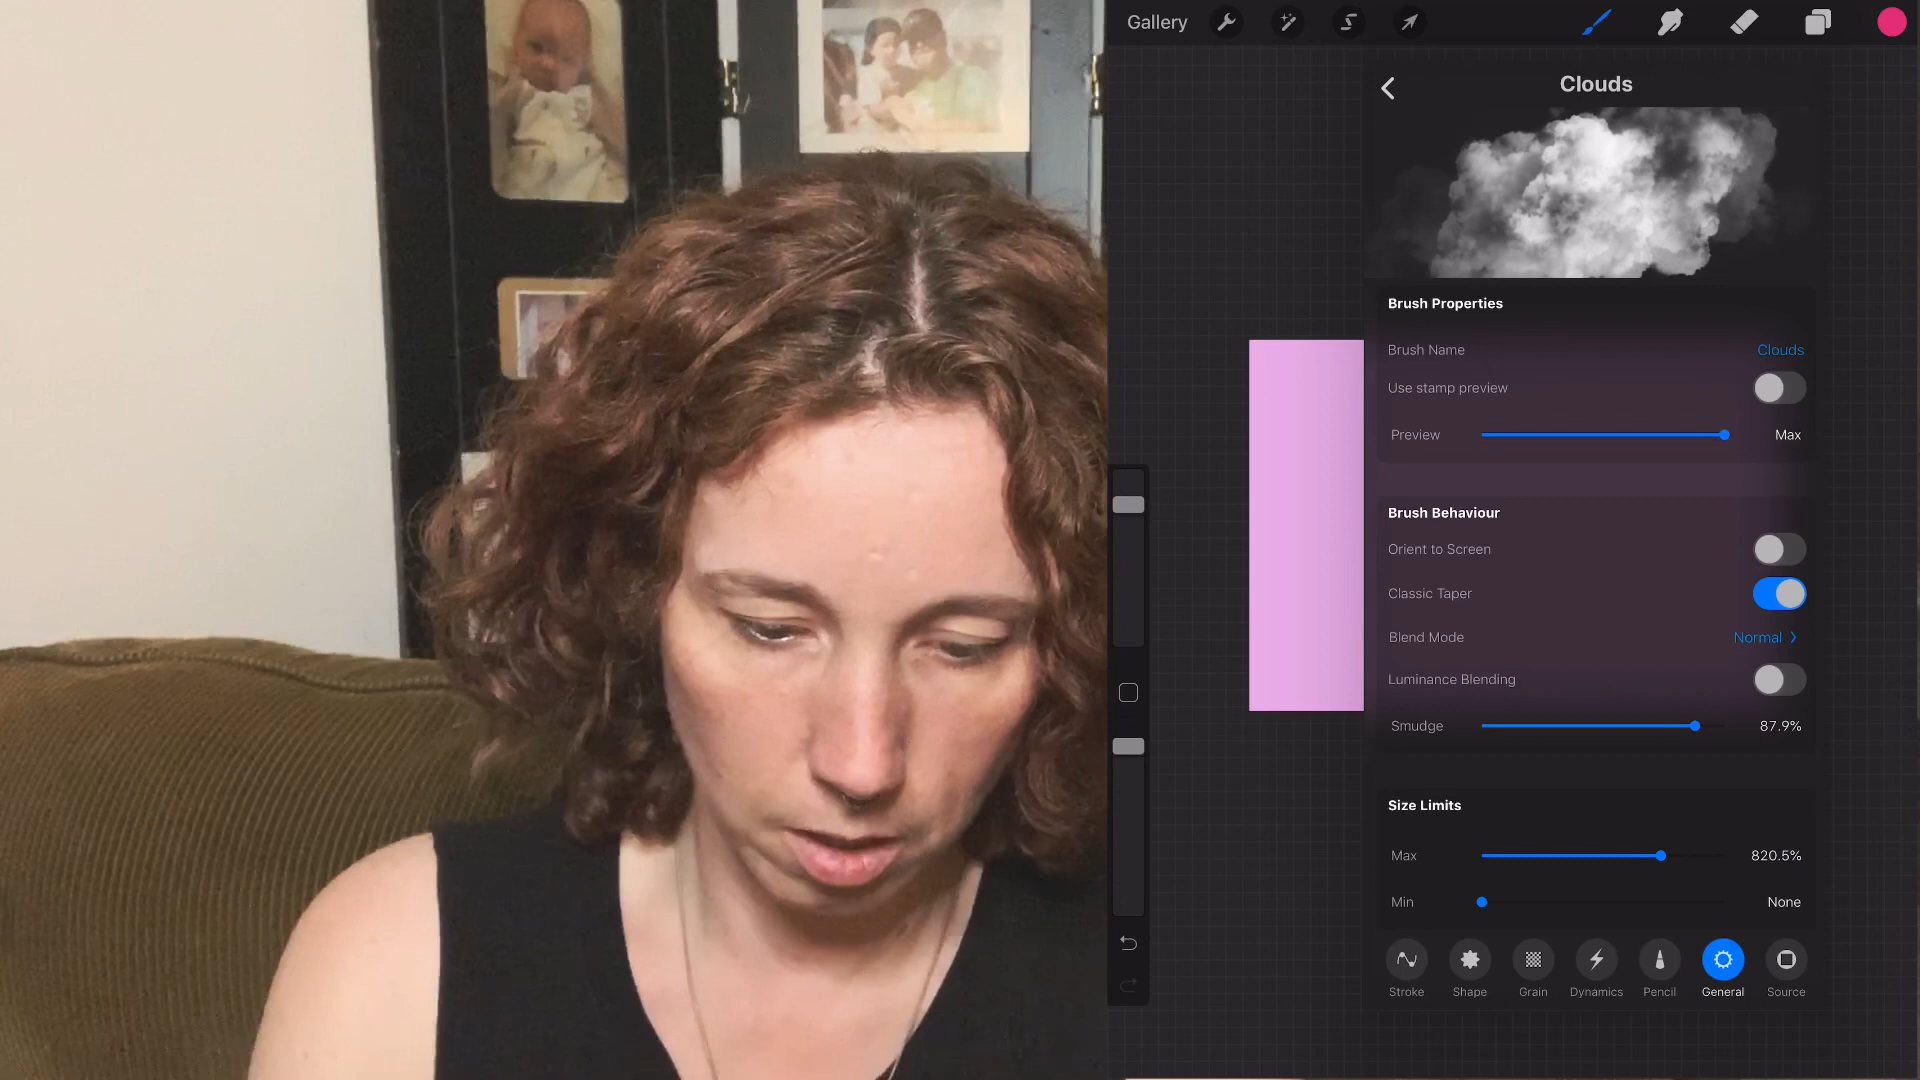 Gallery
Clouds
Brush Properties
Brush Name Clouds
Use stamp preview
Preview Max
Brush Behaviour
Orient to Screen
Classic Taper
Blend Mode Normal >
Luminance Blending
Smudge 87.9%
Size Limits
Max 820.5%
Min None
Stroke Shape Grain Dynamics Pencil General Source